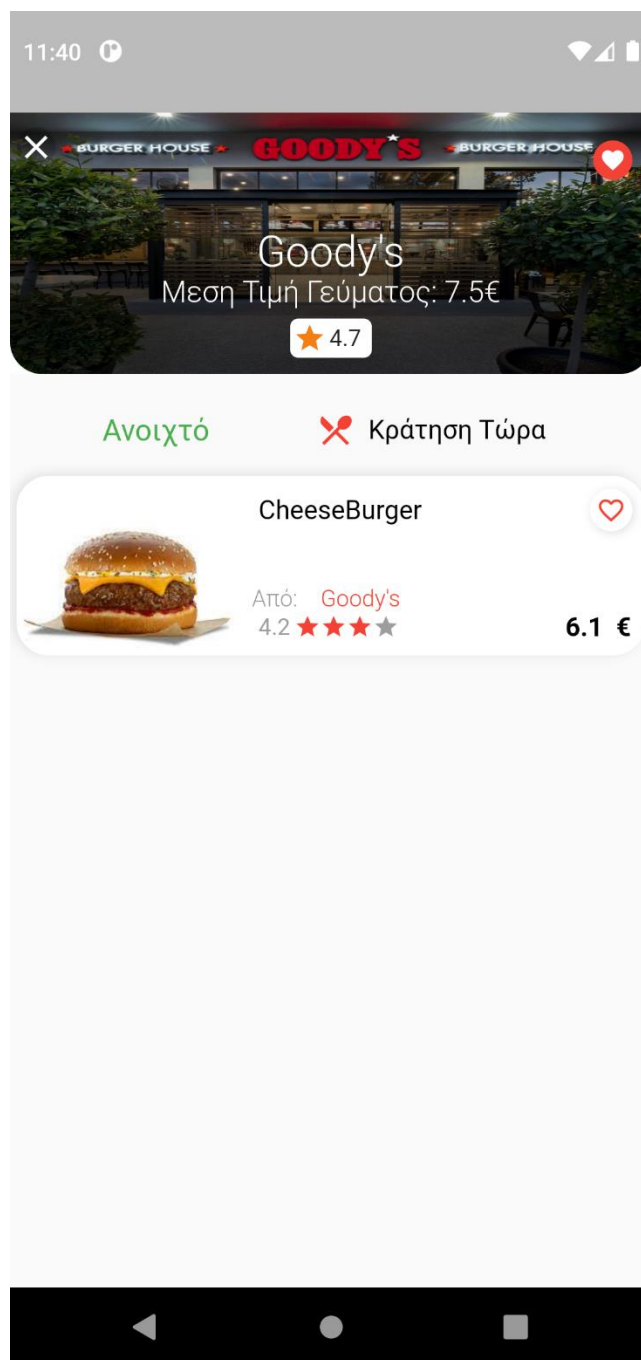 11:40
BURGER HOUSE GOODY'S BURGER HOUSE
Goody's
Μεση Τιμή Γεύματος: 7.5€
4.7
Ανοιχτό Κράτηση Τώρα
CheeseBurger
Από: Goody's
4.2
6.1 €